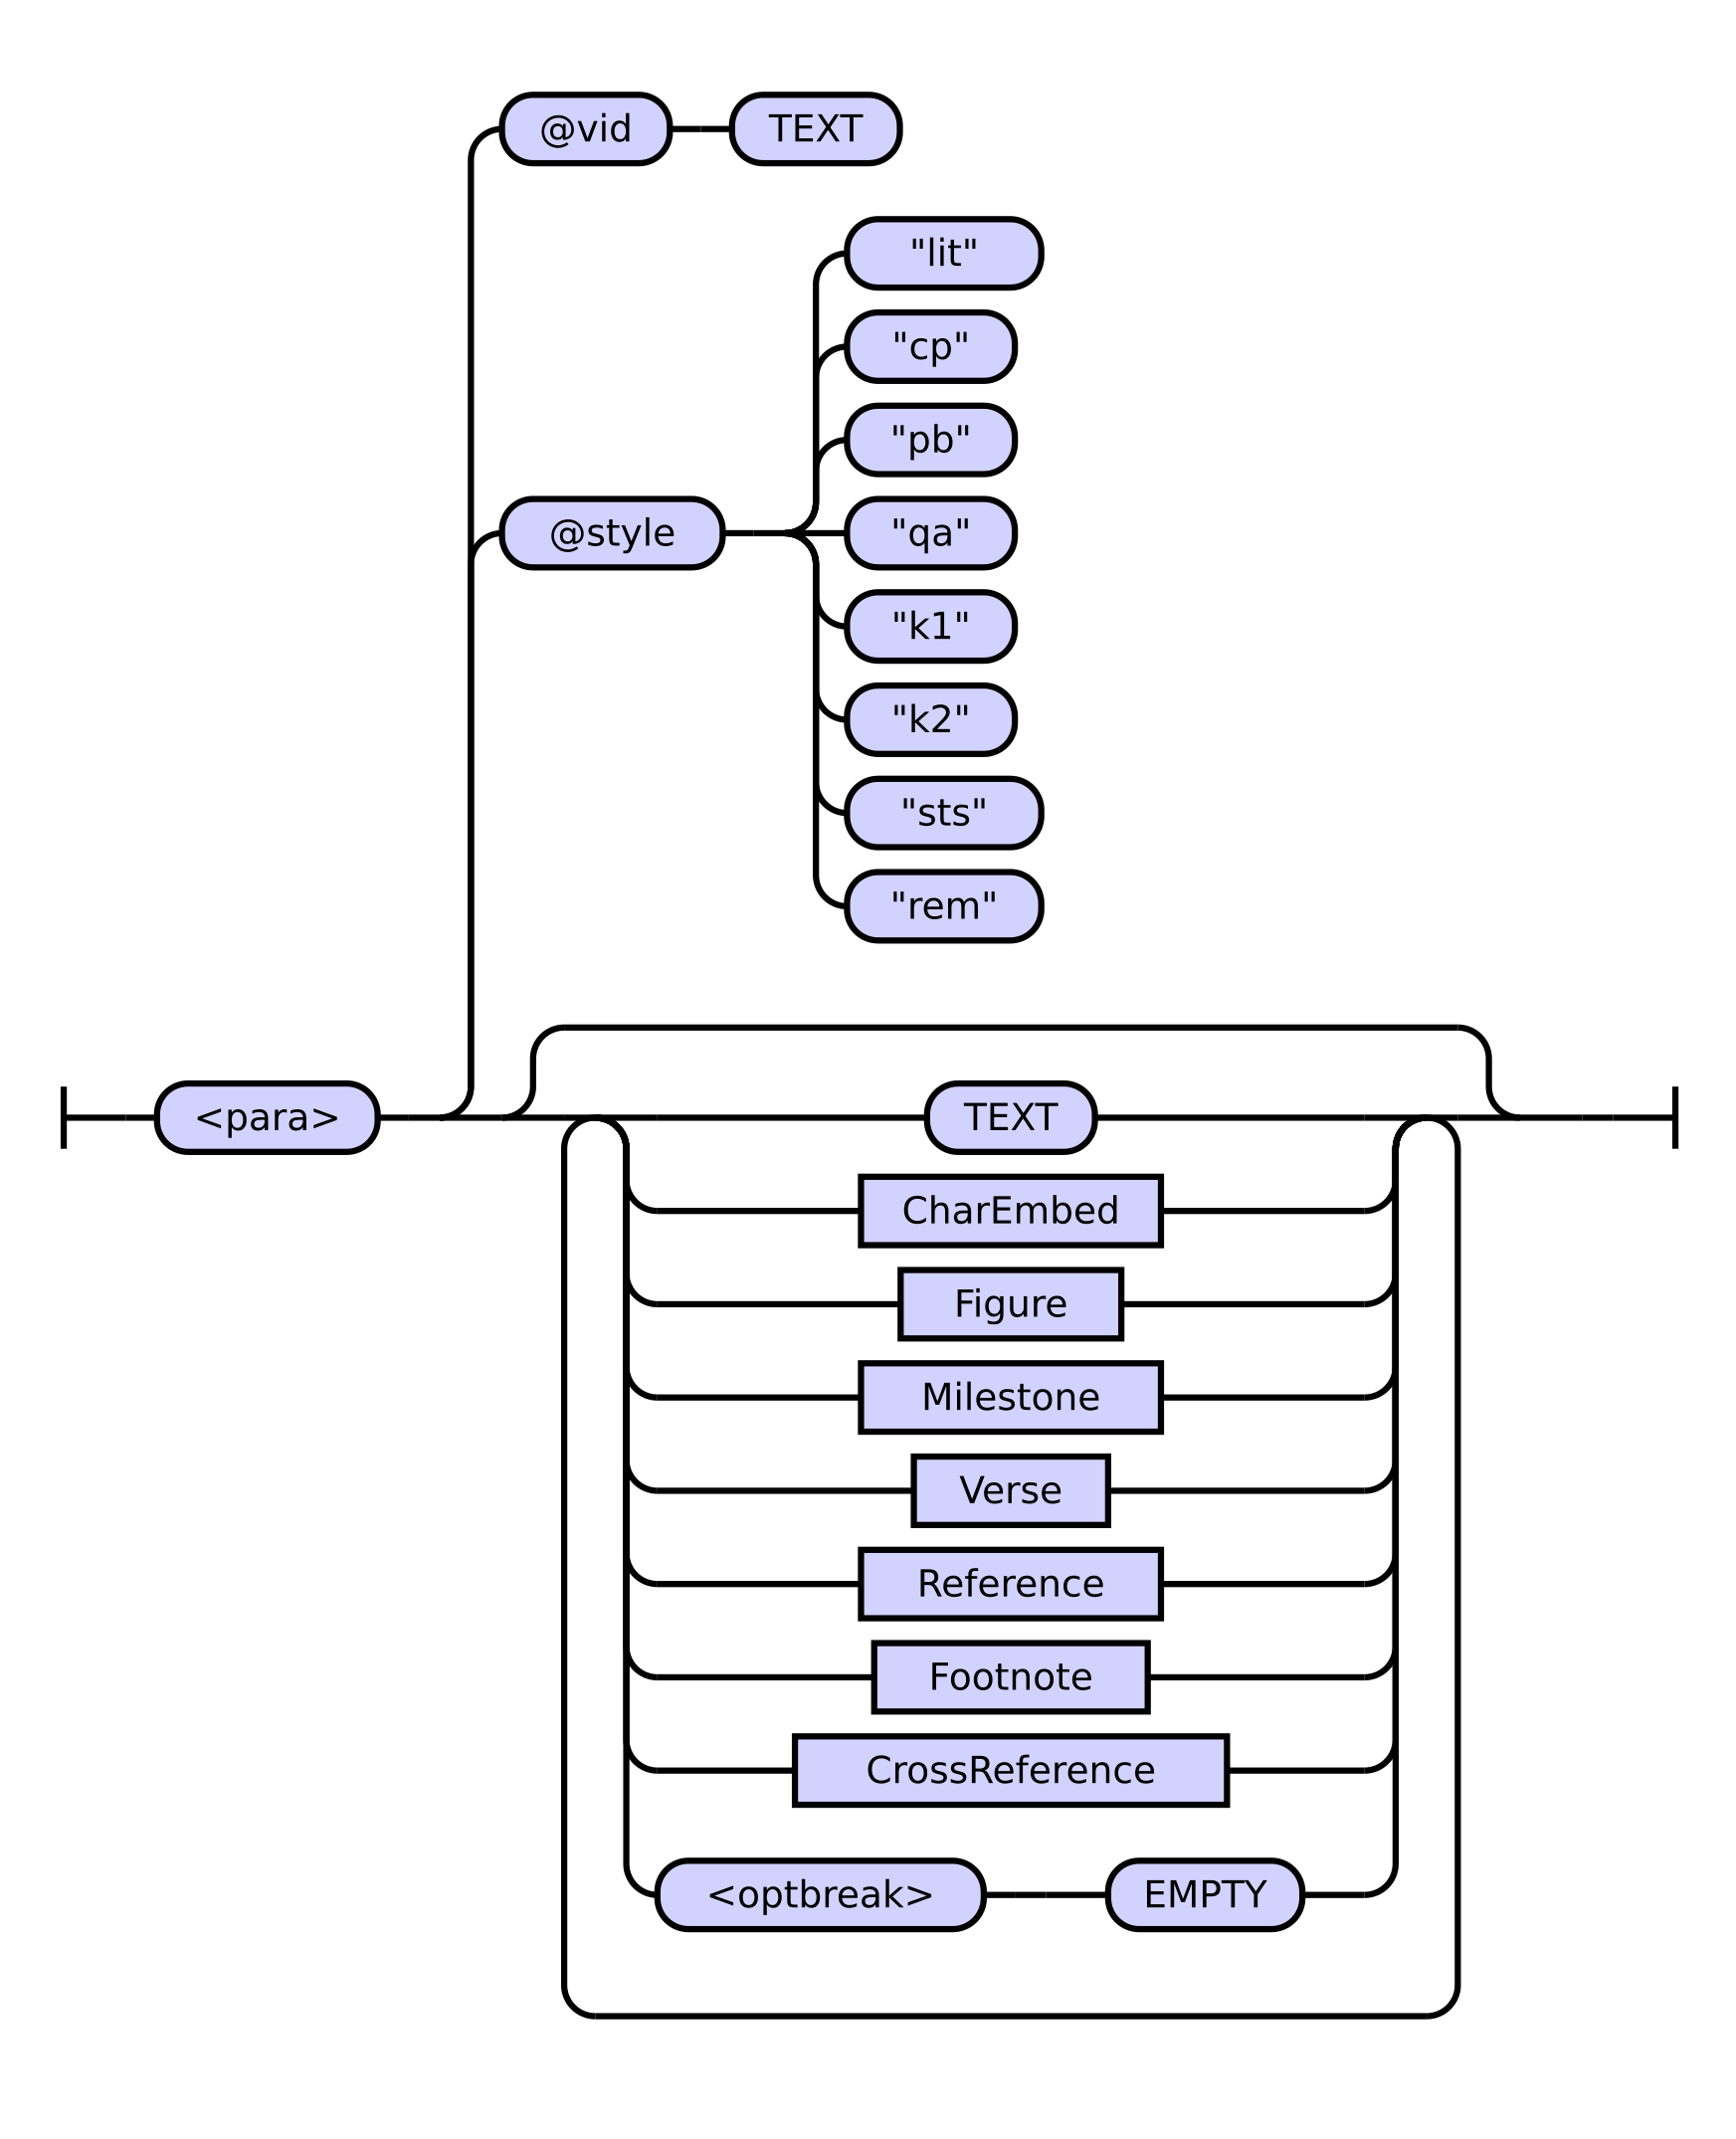 @vid TEXT
"lit"
"cp"
"pb"
@style "qa"
"k1"
"k2"
"sts"
"rem"
<para> TEXT
CharEmbed
Figure
Milestone
Verse
Reference
Footnote
CrossReference
<optbreak> EMPTY